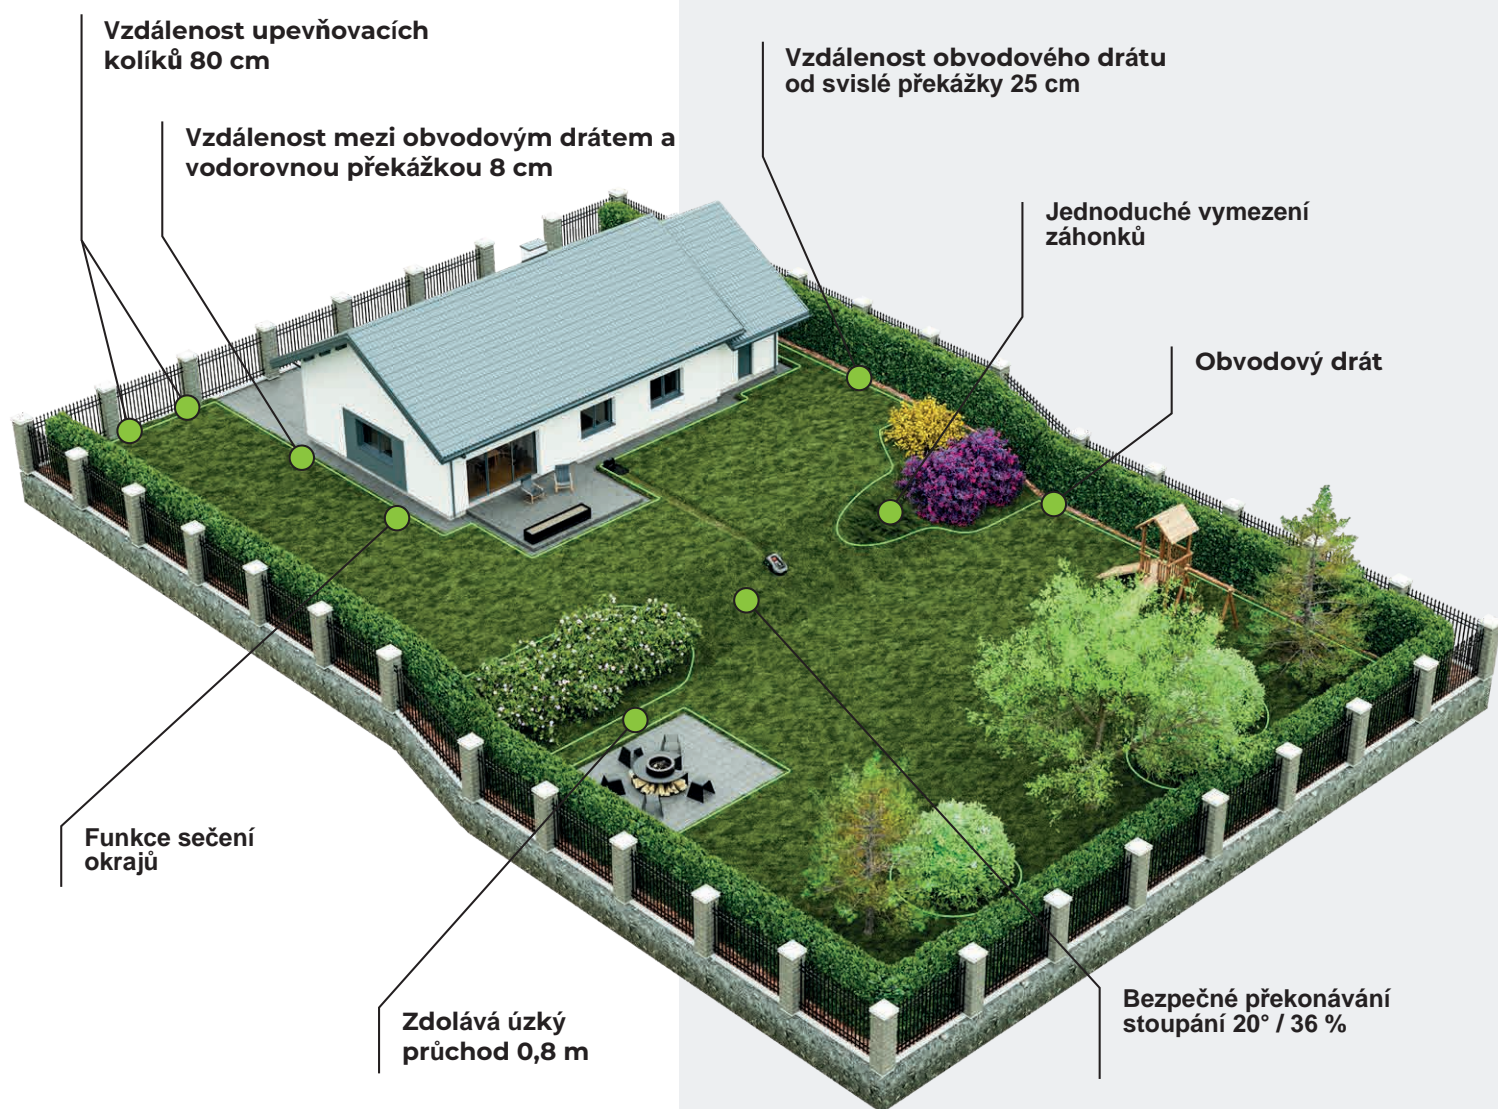 Vzdálenost upevňovacích
kolíků 80 cm
Vzdálenost obvodového drátu
od svislé překážky 25 cm
Vzdálenost mezi obvodovým drátem a
vodorovnou překážkou 8 cm
Jednoduché vymezení
záhonků
Obvodový drát
Funkce sečení
okrajů
Zdolává úzký
průchod 0,8 m
Bezpečné překonávání
stoupání 20° / 36 %